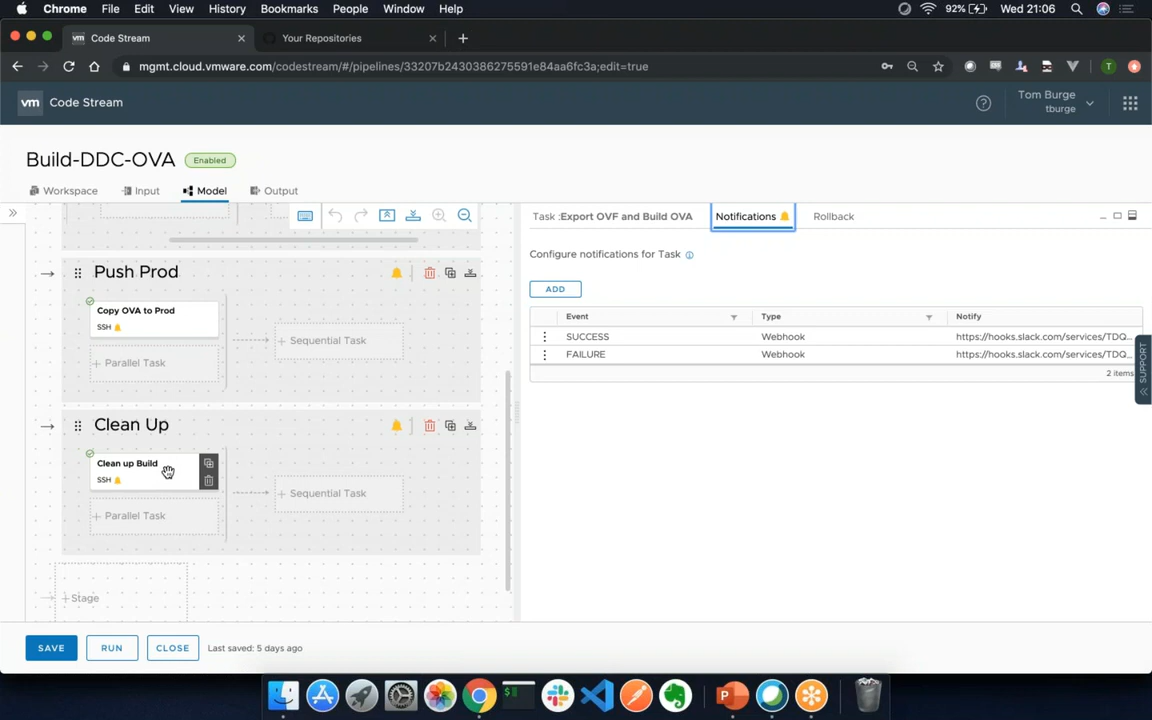 Chrome File Edit View History Bookmarks People Window Help 92% Wed 21:06
Code Stream Your Repositories
mgmt.cloud.vmware.com/codestream/#/pipelines/33207b2430386275591e84aa6fc3a;edit=true T
vm Code Stream
Tom Burge
tburge
Build-DDC-OVA Enabled
Workspace Input Model Output
Task :Export OVF and Build OVA Notifications Rollback
Configure notifications for Task
ADD
Event Type Notify
SUCCESS Webhook https://hooks.slack.com/services/TDQ...
FAILURE Webhook https://hooks.slack.com/services/TDQ...
2 items
SUPPORT
Push Prod
Copy OVA to Prod
SSH
+ Sequential Task
+ Parallel Task
Clean Up
Clean up Build
SSH
+ Sequential Task
+ Parallel Task
+ Stage
SAVE RUN CLOSE Last saved: 5 days ago